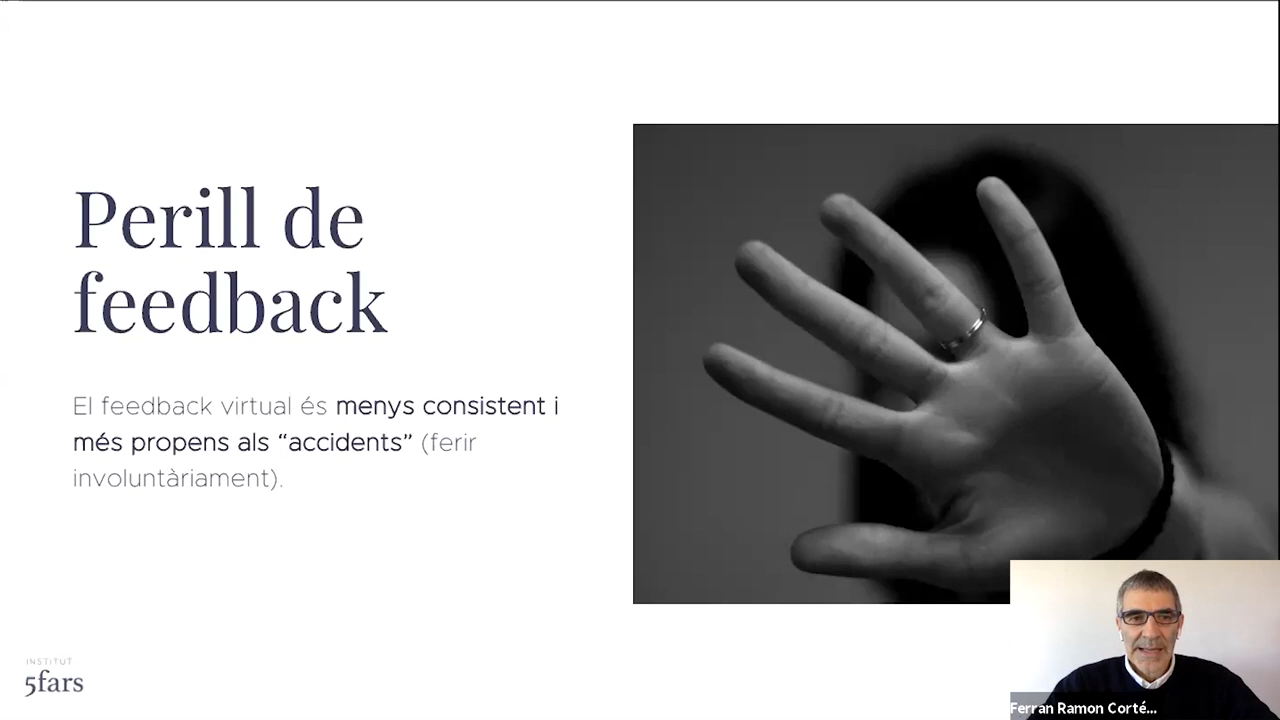 Perill de
feedback
El feedback virtual és menys consistent i
més propens als “accidents” (ferir
involuntàriament).
INSTITUT
5fars
Ferran Ramon Corté...